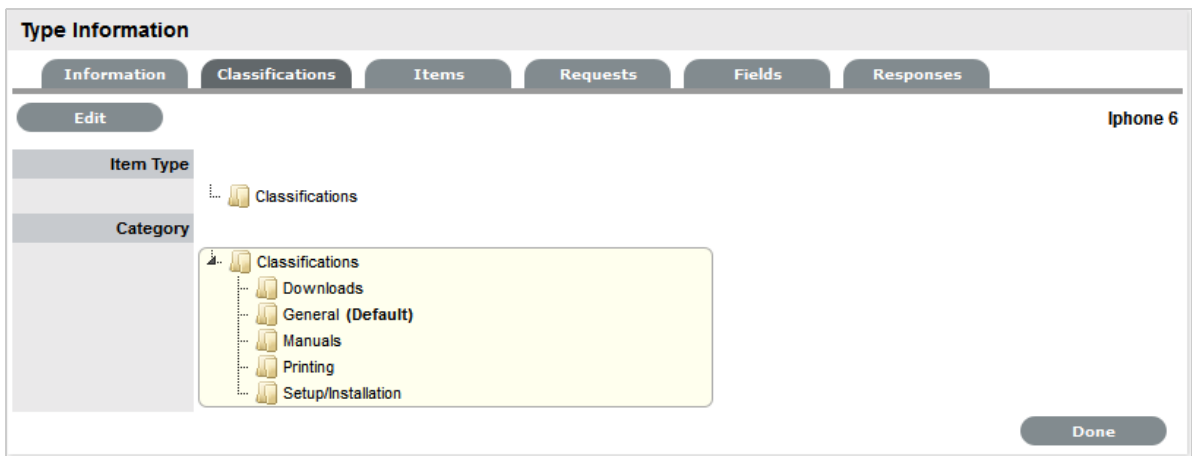 Type Information
Information Classifications Items Requests Fields Responses
Edit Iphone 6
Item Type
Classifications
Category
Classifications
Downloads
General (Default)
Manuals
Printing
Setup/Installation
Done